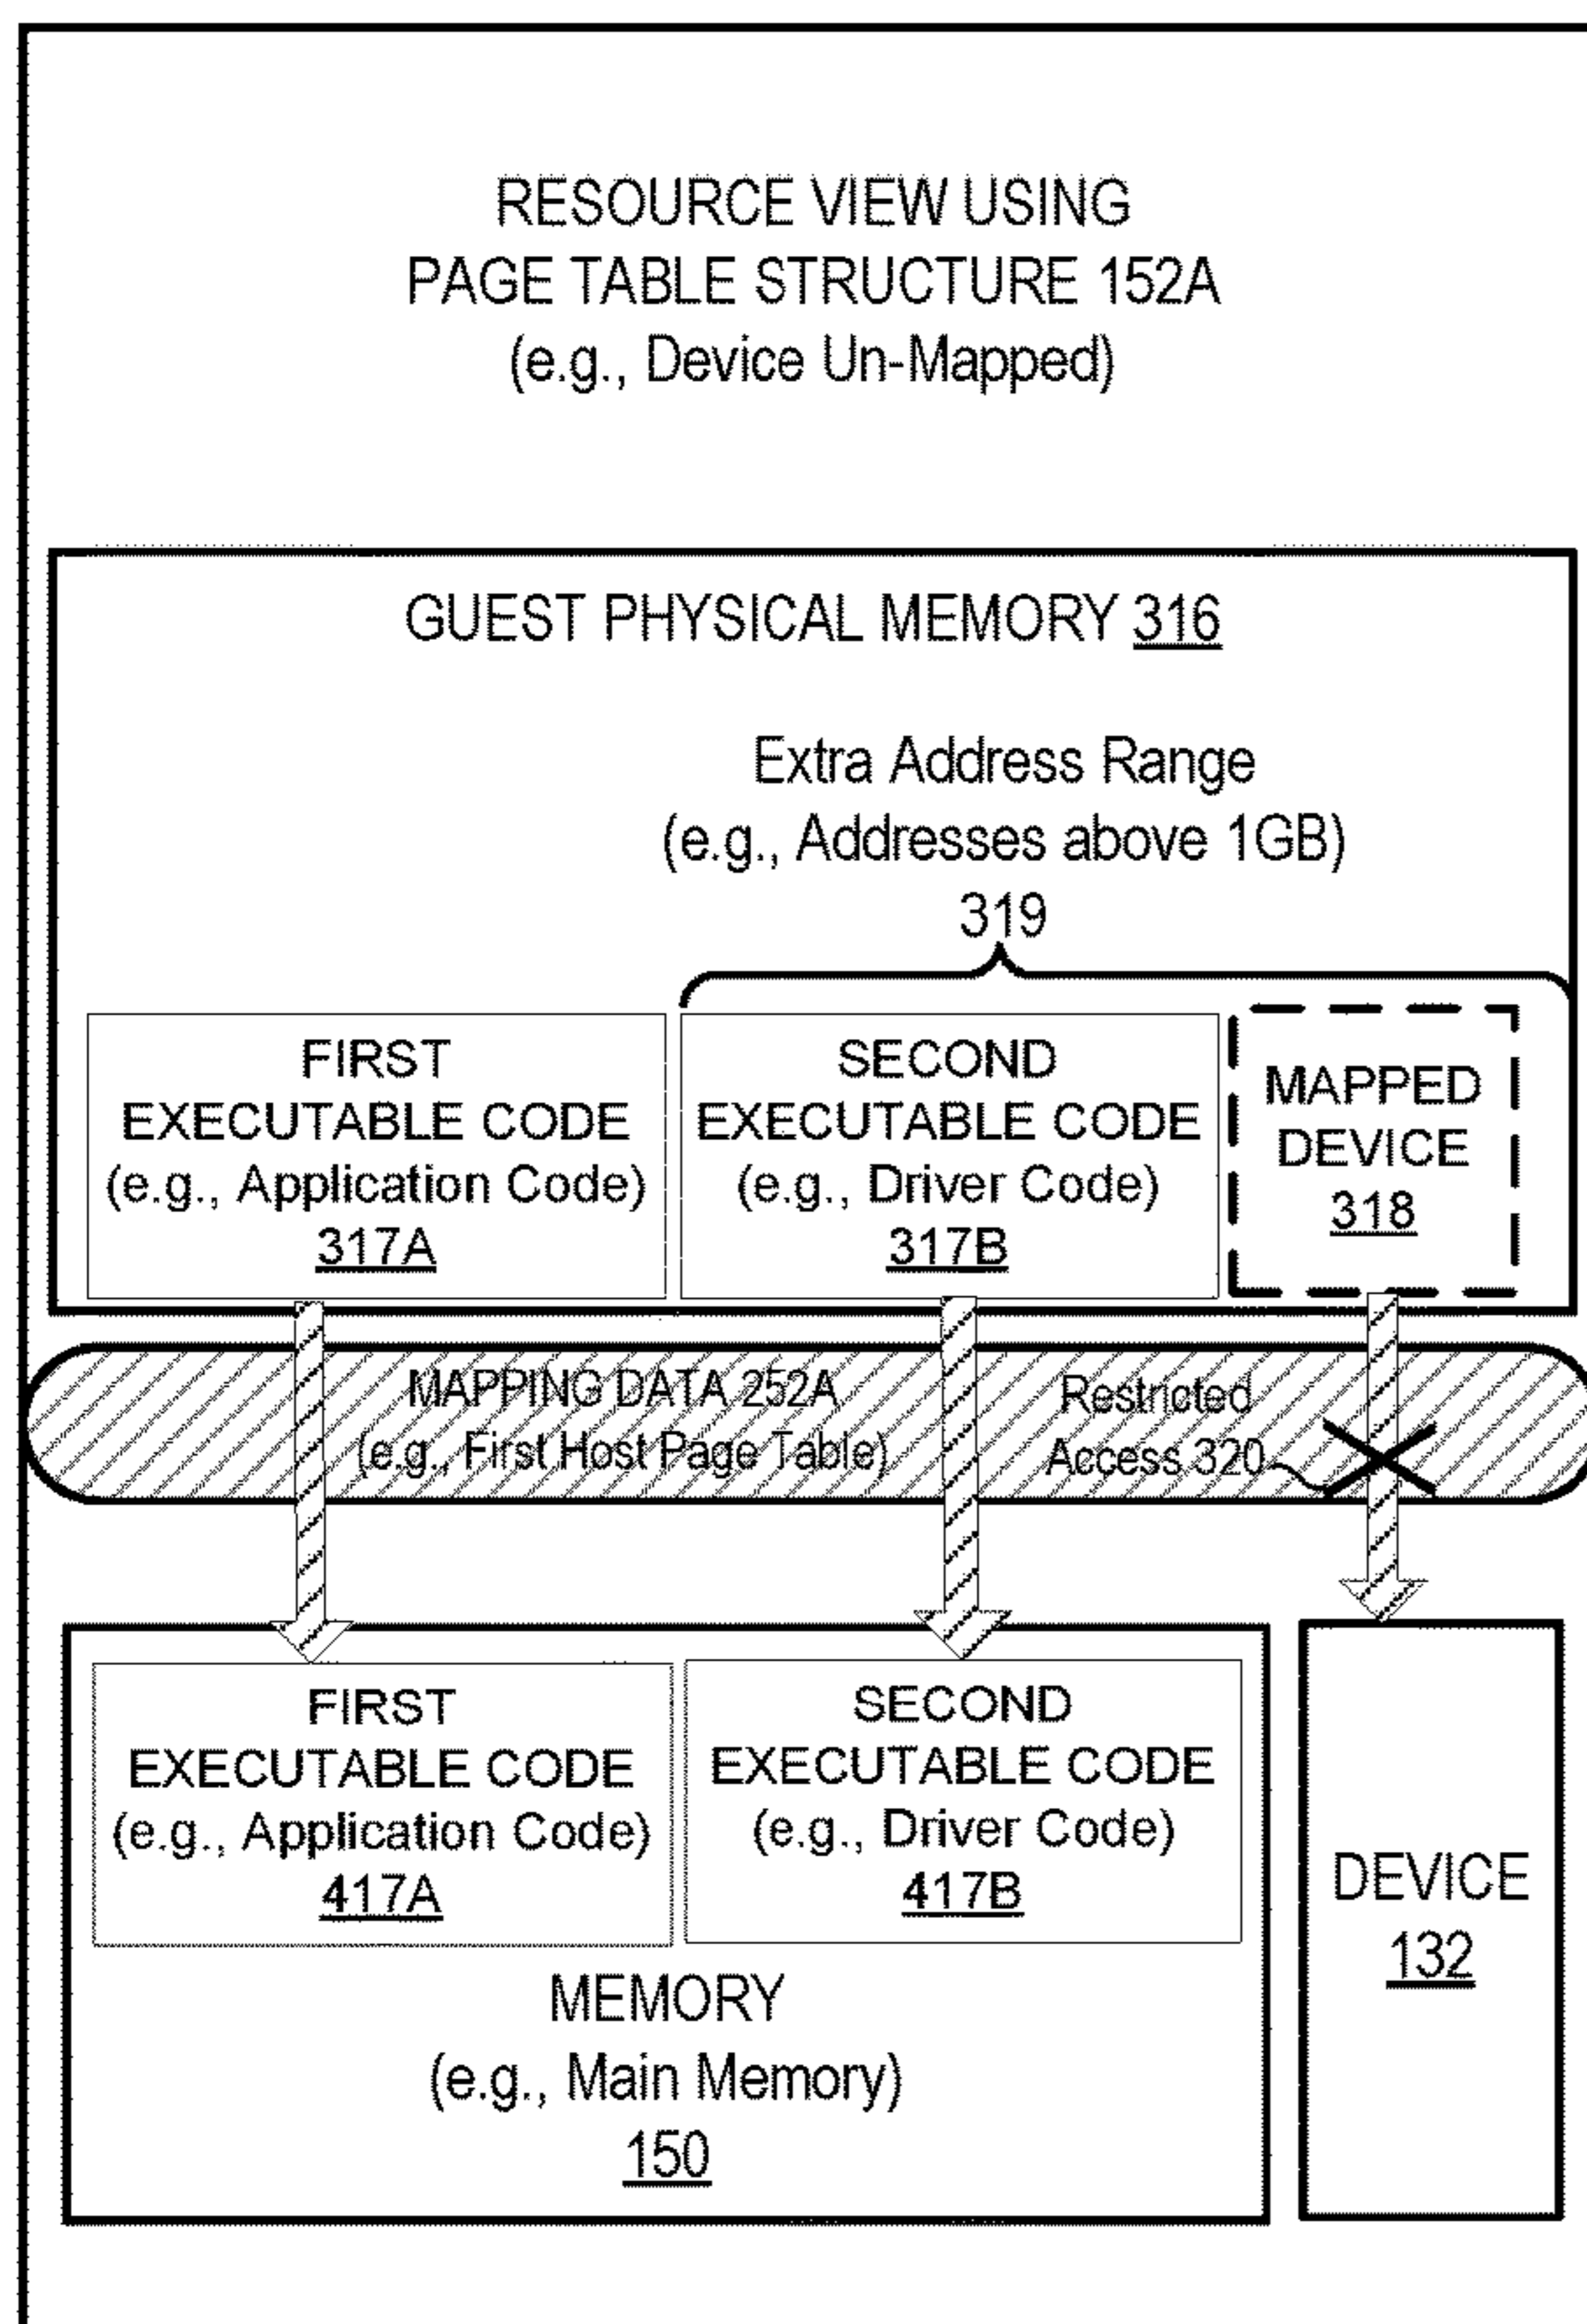 RESOURCE VIEW USING
PAGE TABLE STRUCTURE 152A
(e.g., Device Un-Mapped)
GUEST PHYSICAL MEMORY 316
Extra Address Range
(e.g., Addresses above 1GB)
319
FIRST
EXECUTABLE CODE
(e.g., Application Code)
317A
SECOND
EXECUTABLE CODE
(e.g., Driver Code)
317B
MAPPED
DEVICE
318
MAPPING DATA 252A
(e.g., First Host Page Table)
Restricted
Access 320
FIRST
EXECUTABLE CODE
(e.g., Application Code)
417A
SECOND
EXECUTABLE CODE
(e.g., Driver Code)
417B
MEMORY
(e.g., Main Memory)
150
DEVICE
132